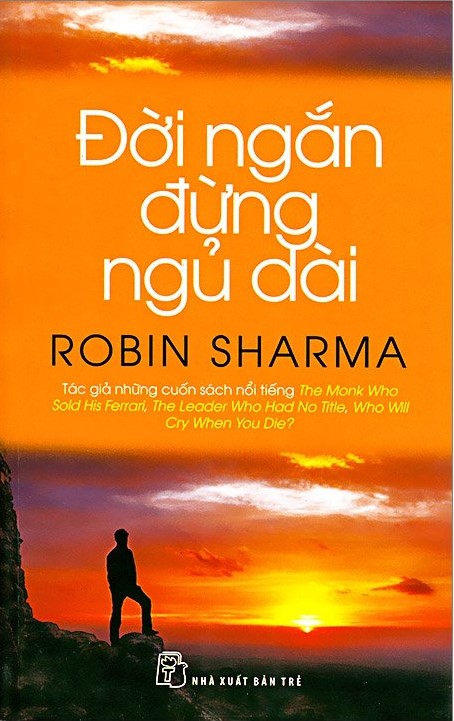 Đời ngắn
đừng
ngủ dài
ROBIN SHARMA
Tác giả những cuốn sách nổi tiếng The Monk Who
Sold His Ferrari, The Leader Who Had No Title, Who Will
Cry When You Die?
NHÀ XUẤT BẢN TRẺ